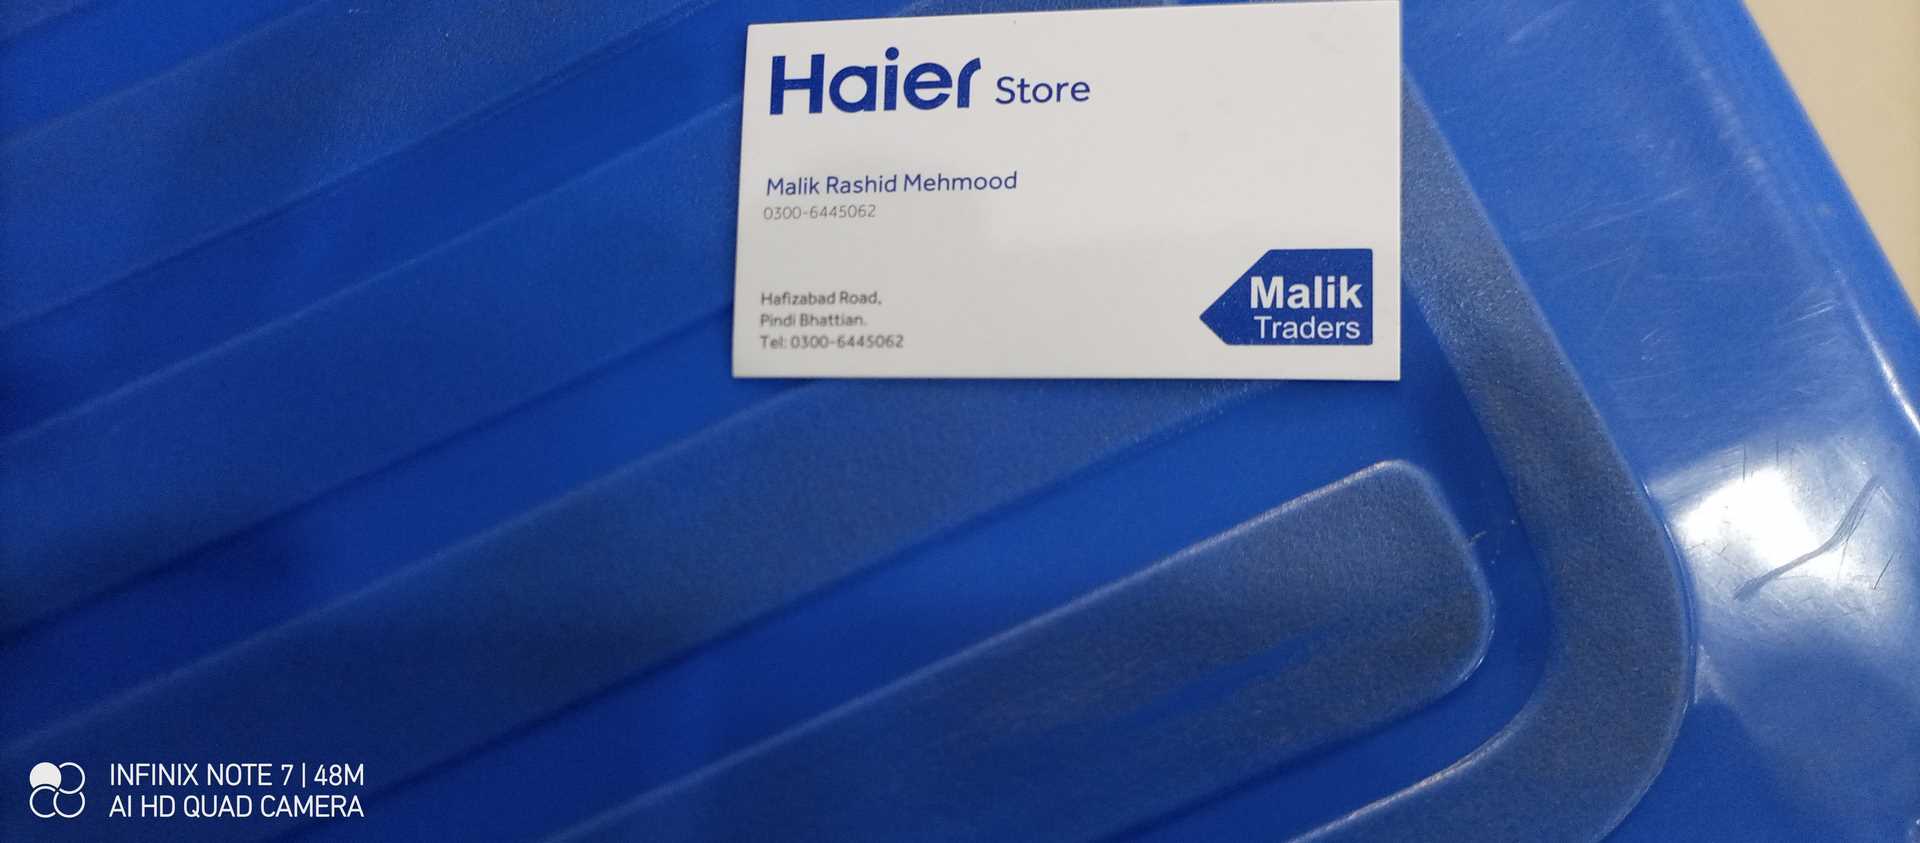 Haier Store
Malik Rashid Mehmood
0300-6445062
Hafizabad Road,
Pindi Bhattian.
Tel: 0300-6445062
Malik
Traders
INFINIX NOTE 7 | 48M
AI HD QUAD CAMERA